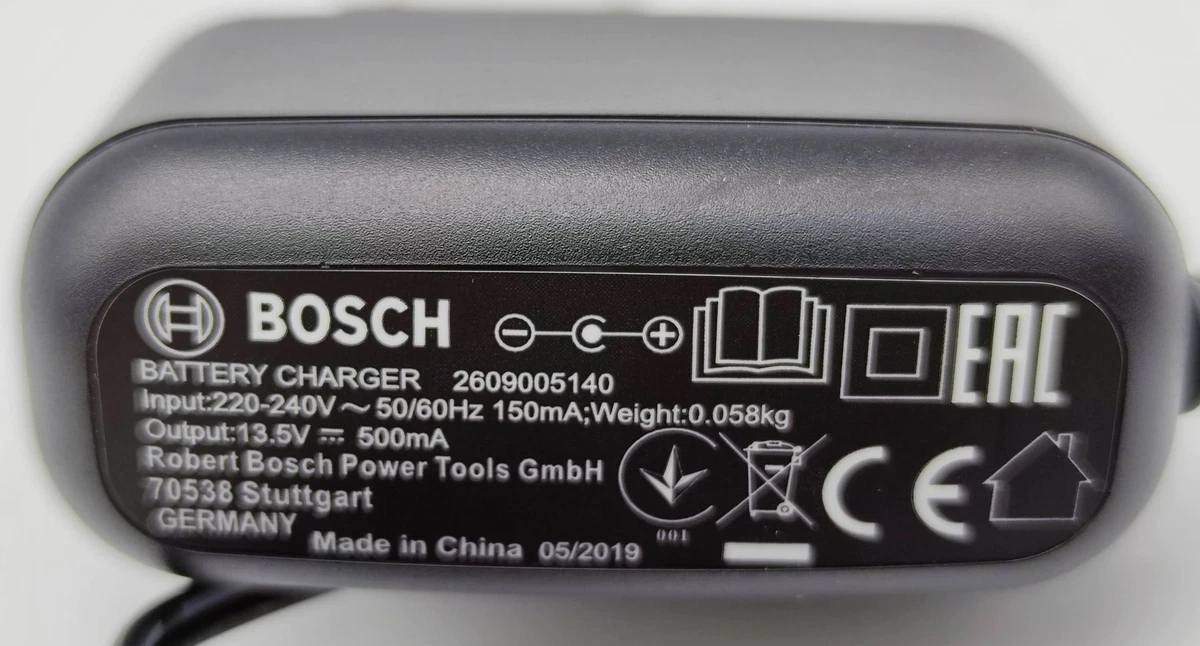 BOSCH
BATTERY CHARGER 2609005140
Input:220-240V ~ 50/60Hz 150mA;Weight:0.058kg
Output:13.5V ⎓ 500mA
Robert Bosch Power Tools GmbH
70538 Stuttgart
GERMANY
Made in China 05/2019
EAC
001
CE